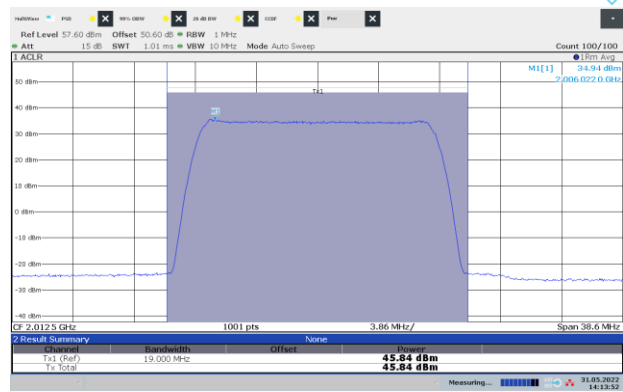 MultiView PSD X 99% OBW X 26 dB BW X CCDF X Pwr X
Ref Level 57.60 dBm Offset 50.60 dB RBW 1 MHz
Att 15 dB SWT 1.01 ms VBW 10 MHz Mode Auto Sweep Count 100/100
1 ACLR 1Rm Avg
M1[1] 34.94 dBm
2.006 022 0 GHz
50 dBm
Tx1
40 dBm
M1
30 dBm
20 dBm
10 dBm
0 dBm
-10 dBm
-20 dBm
-30 dBm
-40 dBm
CF 2.0125 GHz 1001 pts 3.86 MHz/ Span 38.6 MHz
2 Result Summary None
Channel Bandwidth Offset Power
Tx1 (Ref) 19.000 MHz 45.84 dBm
Tx Total 45.84 dBm
Measuring... 31.05.2022
14:13:52